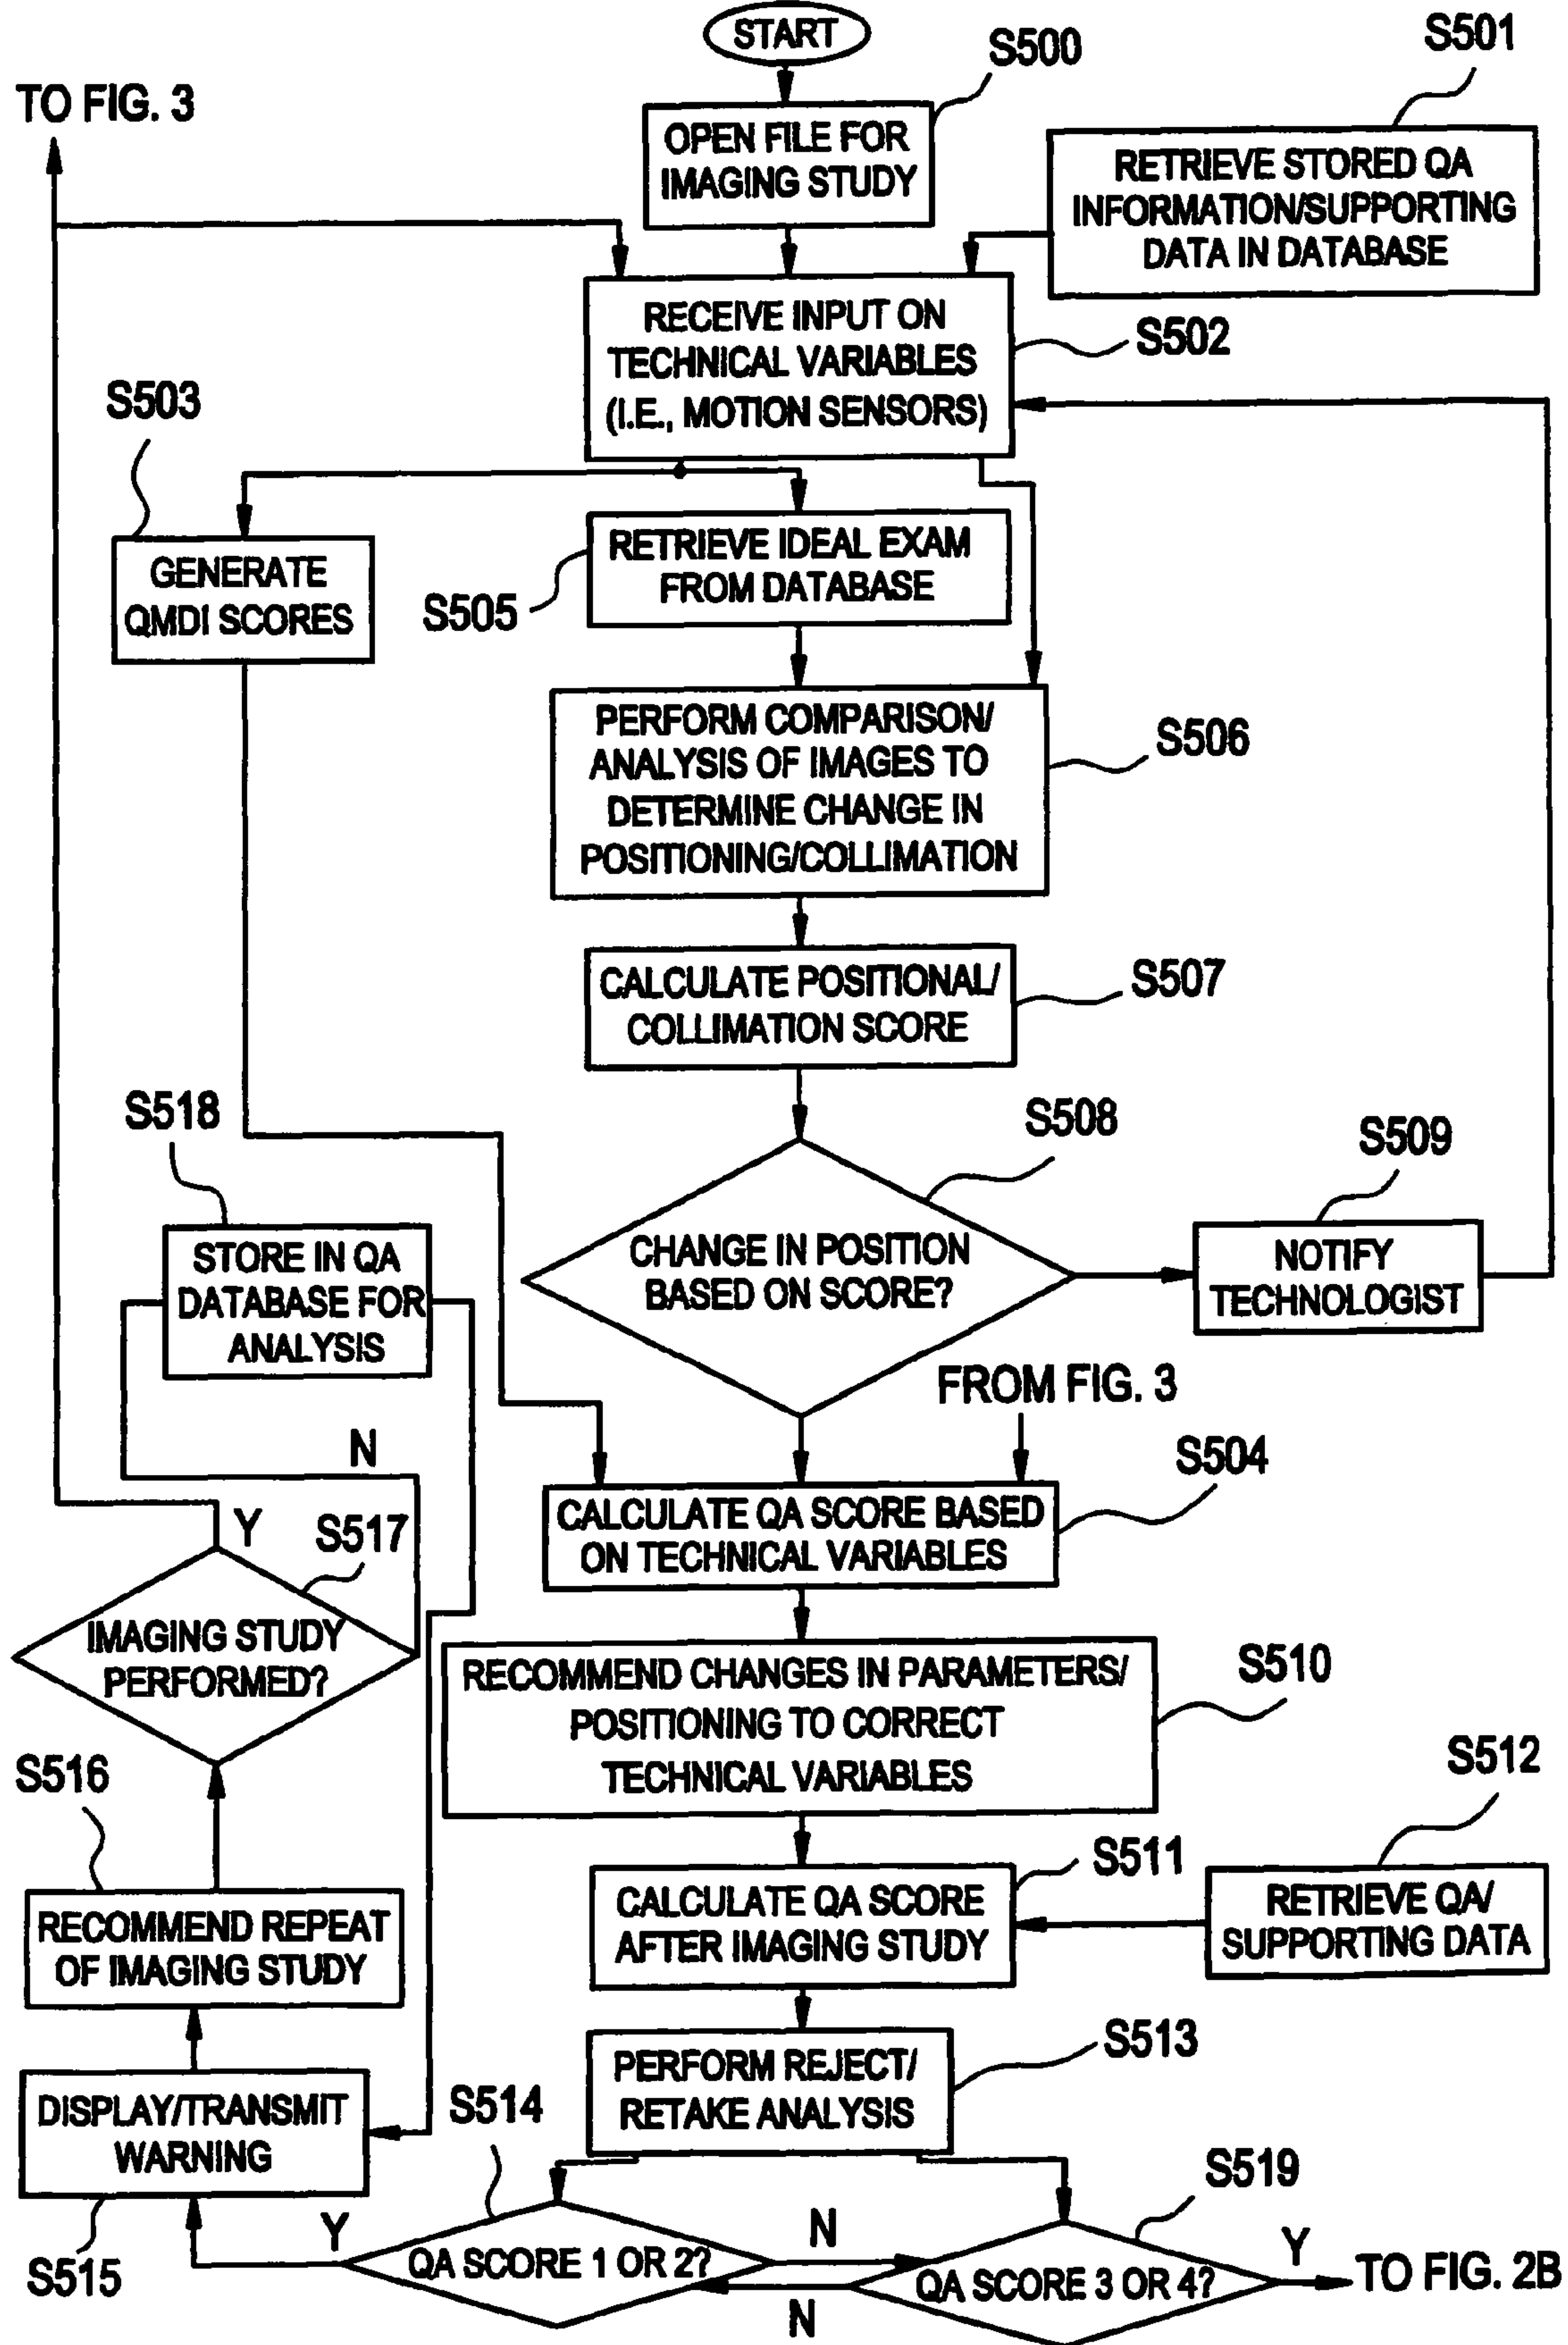 START
S500
S501
TO FIG. 3
OPEN FILE FOR
IMAGING STUDY
RETRIEVE STORED QA
INFORMATION/SUPPORTING
DATA IN DATABASE
RECEIVE INPUT ON
TECHNICAL VARIABLES
(I.E., MOTION SENSORS)
S502
S503
GENERATE
QMDI SCORES
RETRIEVE IDEAL EXAM
FROM DATABASE
S505
PERFORM COMPARISON/
ANALYSIS OF IMAGES TO
DETERMINE CHANGE IN
POSITIONING/COLLIMATION
S506
CALCULATE POSITIONAL/
COLLIMATION SCORE
S507
S518
S508
S509
STORE IN QA
DATABASE FOR
ANALYSIS
CHANGE IN POSITION
BASED ON SCORE?
NOTIFY
TECHNOLOGIST
FROM FIG. 3
N
S504
Y
S517
CALCULATE QA SCORE BASED
ON TECHNICAL VARIABLES
IMAGING STUDY
PERFORMED?
RECOMMEND CHANGES IN PARAMETERS/
POSITIONING TO CORRECT
TECHNICAL VARIABLES
S510
S516
S512
S511
RECOMMEND REPEAT
OF IMAGING STUDY
CALCULATE QA SCORE
AFTER IMAGING STUDY
RETRIEVE QA/
SUPPORTING DATA
S513
PERFORM REJECT/
RETAKE ANALYSIS
DISPLAY/TRANSMIT
WARNING
S514
S519
S515
Y
QA SCORE 1 OR 2?
N
N
QA SCORE 3 OR 4?
Y
TO FIG. 2B